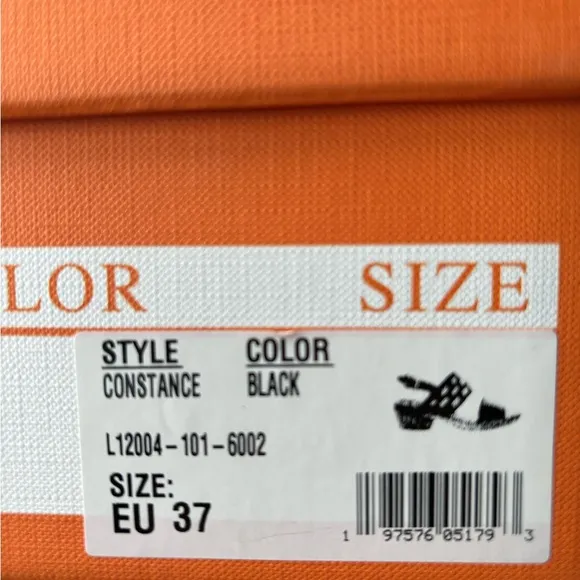 LOR SIZE
STYLE COLOR
CONSTANCE BLACK
L12004-101-6002
SIZE:
EU 37
1 97576 05179 3